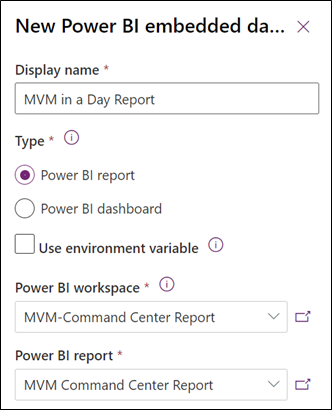 New Power BI embedded da...
Display name *
MVM in a Day Report
Type *
Power BI report
Power BI dashboard
Use environment variable
Power BI workspace *
MVM-Command Center Report
Power BI report *
MVM Command Center Report